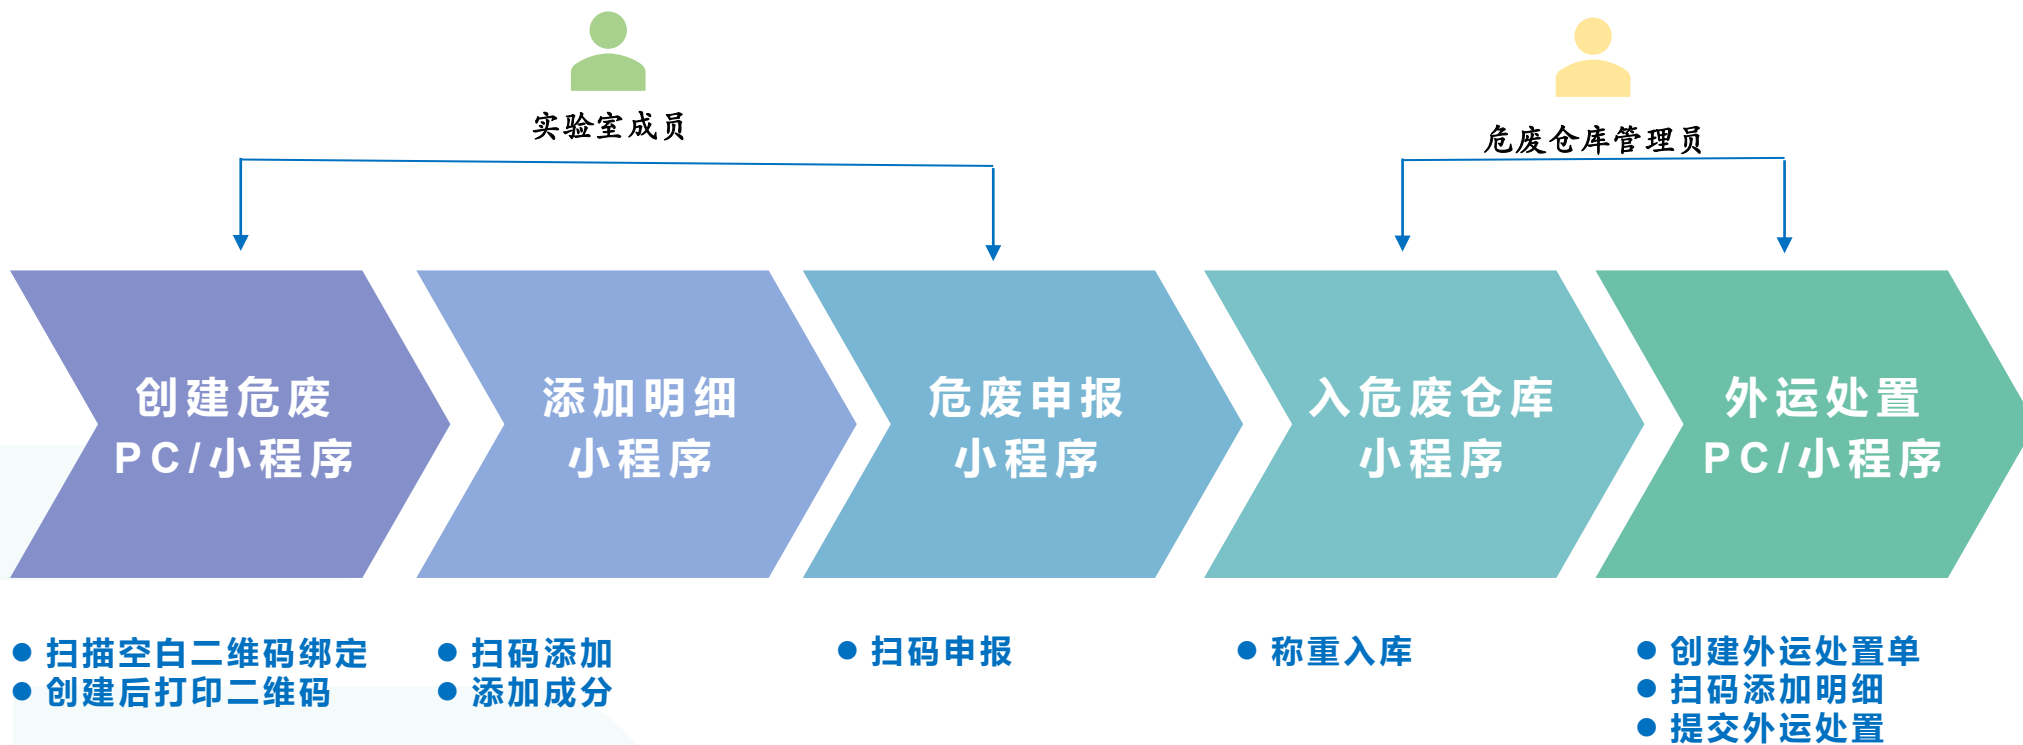 实验室成员
危废仓库管理员
创建危废
PC/小程序
添加明细
小程序
危废申报
小程序
入危废仓库
小程序
外运处置
PC/小程序
● 扫描空白二维码绑定
● 创建后打印二维码
● 扫码添加
● 添加成分
● 扫码申报
● 称重入库
● 创建外运处置单
● 扫码添加明细
● 提交外运处置